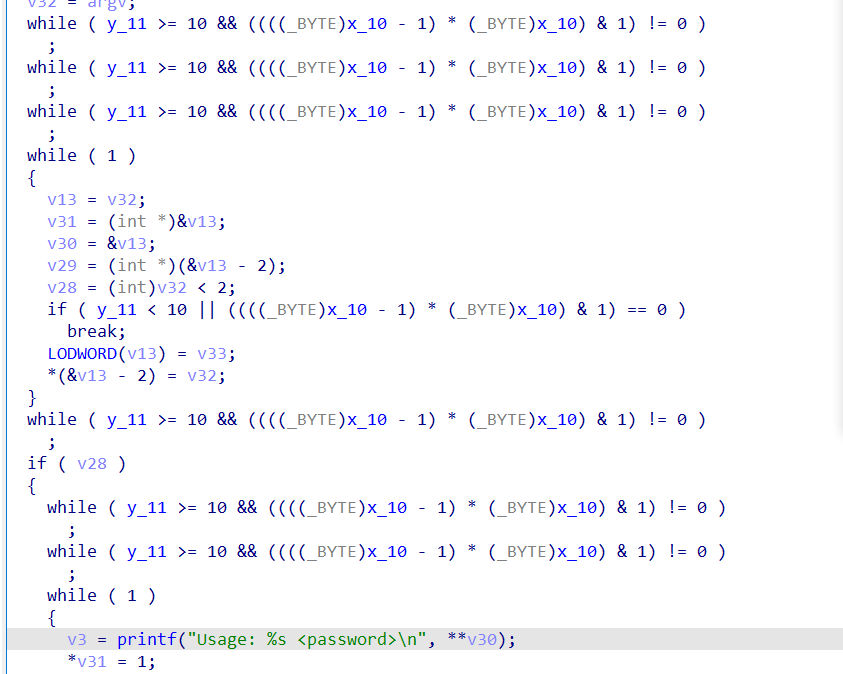 v32 = argv;
while ( y_11 >= 10 && ((((_BYTE)x_10 - 1) * (_BYTE)x_10) & 1) != 0 )
;
while ( y_11 >= 10 && ((((_BYTE)x_10 - 1) * (_BYTE)x_10) & 1) != 0 )
;
while ( y_11 >= 10 && ((((_BYTE)x_10 - 1) * (_BYTE)x_10) & 1) != 0 )
;
while ( 1 )
{
v13 = v32;
v31 = (int *)&v13;
v30 = &v13;
v29 = (int *)(&v13 - 2);
v28 = (int)v32 < 2;
if ( y_11 < 10 || ((((_BYTE)x_10 - 1) * (_BYTE)x_10) & 1) == 0 )
break;
LODWORD(v13) = v33;
*(&v13 - 2) = v32;
}
while ( y_11 >= 10 && ((((_BYTE)x_10 - 1) * (_BYTE)x_10) & 1) != 0 )
;
if ( v28 )
{
while ( y_11 >= 10 && ((((_BYTE)x_10 - 1) * (_BYTE)x_10) & 1) != 0 )
;
while ( y_11 >= 10 && ((((_BYTE)x_10 - 1) * (_BYTE)x_10) & 1) != 0 )
;
while ( 1 )
{
v3 = printf("Usage: %s <password>\n", **v30);
*v31 = 1;